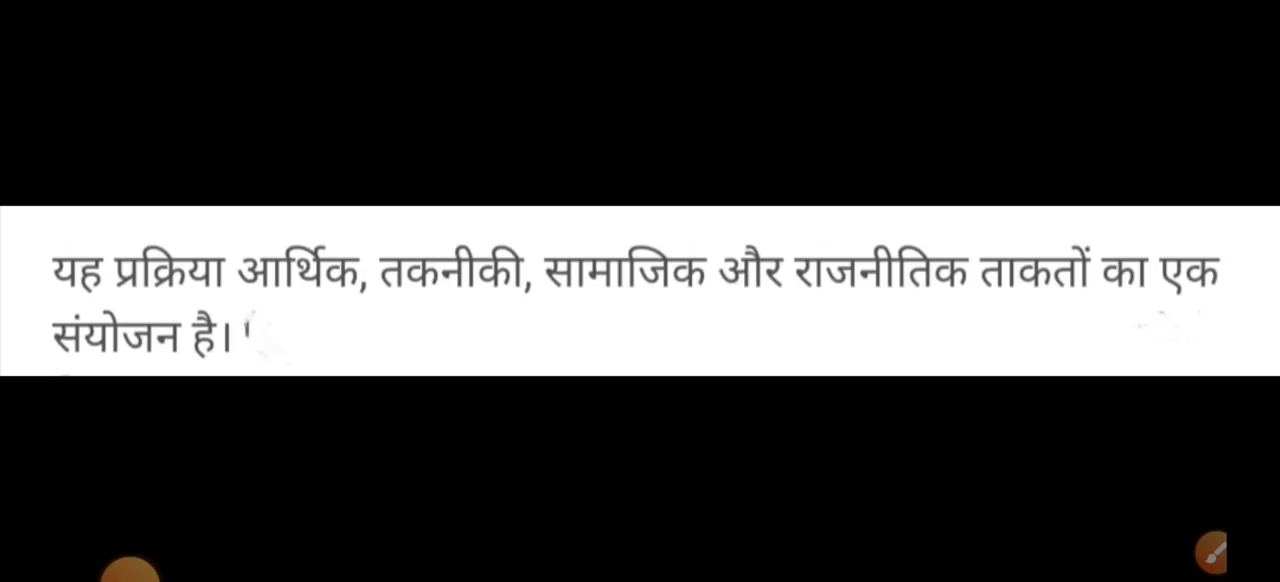 यह प्रक्रिया आर्थिक, तकनीकी, सामाजिक और राजनीतिक ताकतों का एक
संयोजन है।